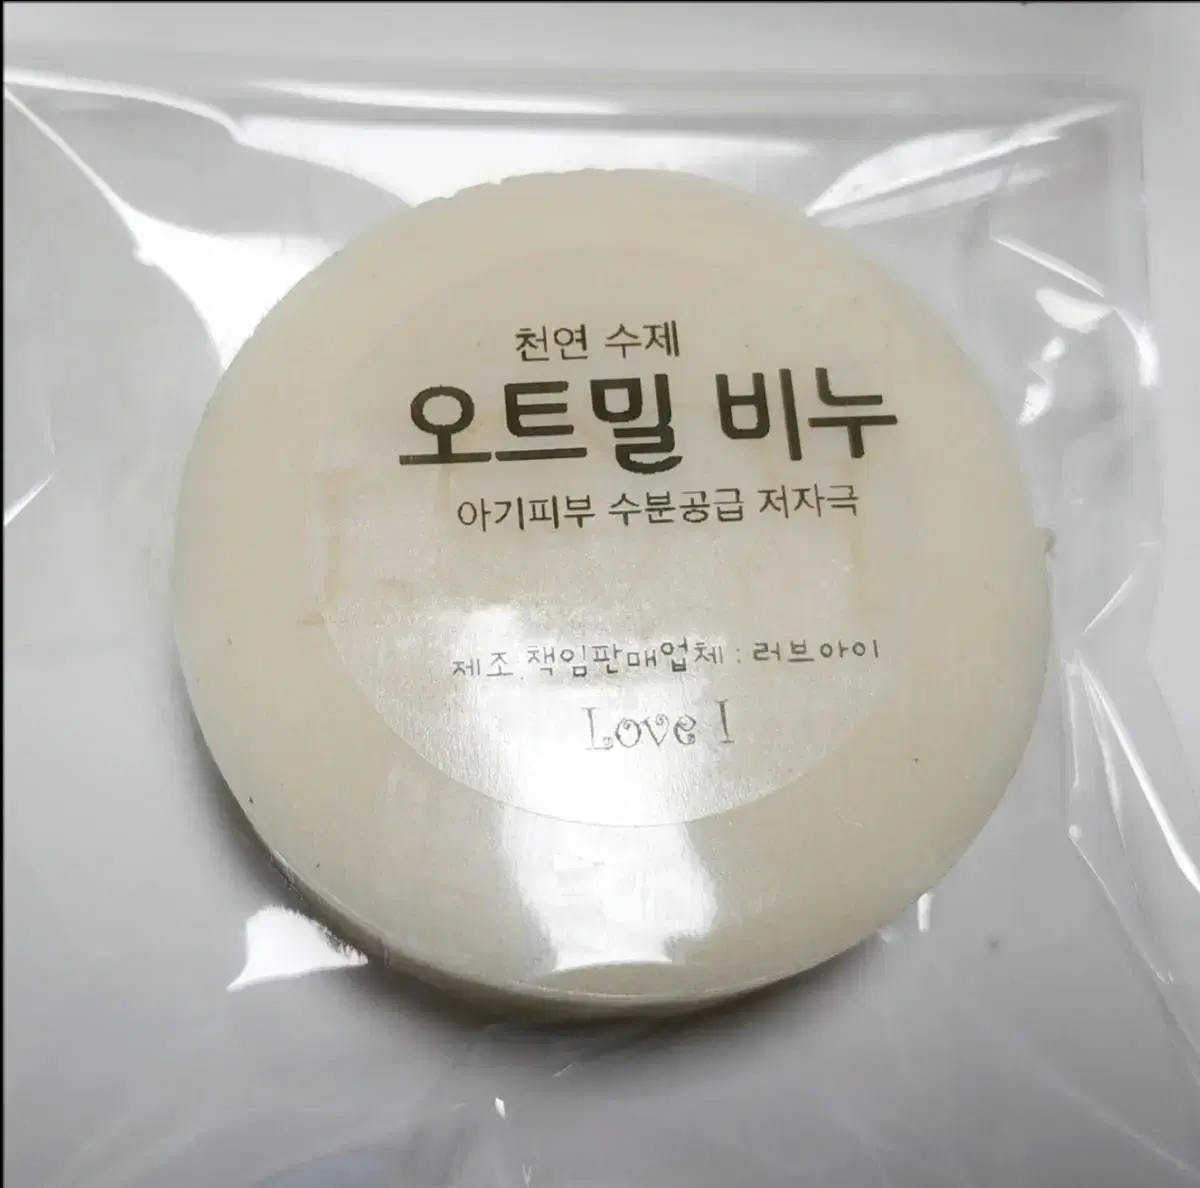 천연 수제
오트밀 비누
아기피부 수분공급 저자극
제조.책임판매업체 : 러브아이
Love I